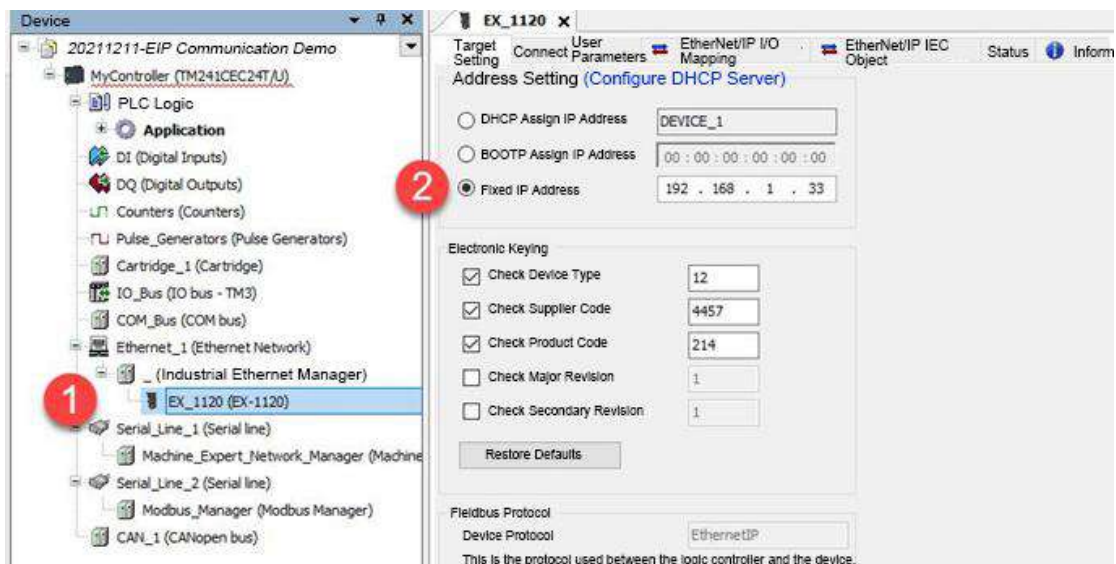 Device
20211211-EIP Communication Demo
MyController (TM241CEC24T/U)
PLC Logic
Application
DI (Digital Inputs)
DQ (Digital Outputs)
Counters (Counters)
Pulse_Generators (Pulse Generators)
Cartridge_1 (Cartridge)
IO_Bus (IO bus - TM3)
COM_Bus (COM bus)
Ethernet_1 (Ethernet Network)
_ (Industrial Ethernet Manager)
1
EX_1120 (EX-1120)
Serial_Line_1 (Serial line)
Machine_Expert_Network_Manager (Machine
Serial_Line_2 (Serial line)
Modbus_Manager (Modbus Manager)
CAN_1 (CANopen bus)
EX_1120
Target Setting
Connect
User Parameters
EtherNet/IP I/O Mapping
EtherNet/IP IEC Object
Status
Inform
Address Setting (Configure DHCP Server)
DHCP Assign IP Address DEVICE_1
BOOTP Assign IP Address 00 : 00 : 00 : 00 : 00 : 00
2
Fixed IP Address 192 . 168 . 1 . 33
Electronic Keying
Check Device Type 12
Check Supplier Code 4457
Check Product Code 214
Check Major Revision 1
Check Secondary Revision 1
Restore Defaults
Fieldbus Protocol
Device Protocol EthernetIP
This is the protocol used between the logic controller and the device.